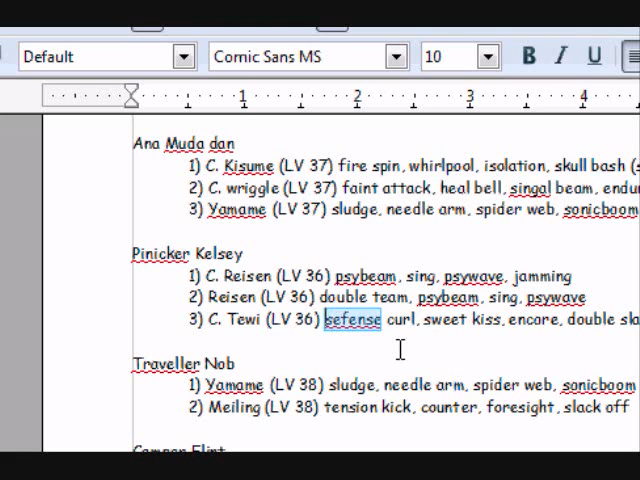 Default Comic Sans MS 10 B I U
1 2 3 4
Ana Muda dan
1) C. Kisume (LV 37) fire spin, whirlpool, isolation, skull bash (s
2) C. wriggle (LV 37) faint attack, heal bell, singal beam, endu
3) Yamame (LV 37) sludge, needle arm, spider web, sonicboom
Pinicker Kelsey
1) C. Reisen (LV 36) psybeam, sing, psywave, jamming
2) Reisen (LV 36) double team, psybeam, sing, psywave
3) C. Tewi (LV 36) sefense curl, sweet kiss, encore, double sla
Traveller Nob
1) Yamame (LV 38) sludge, needle arm, spider web, sonicboom
2) Meiling (LV 38) tension kick, counter, foresight, slack off